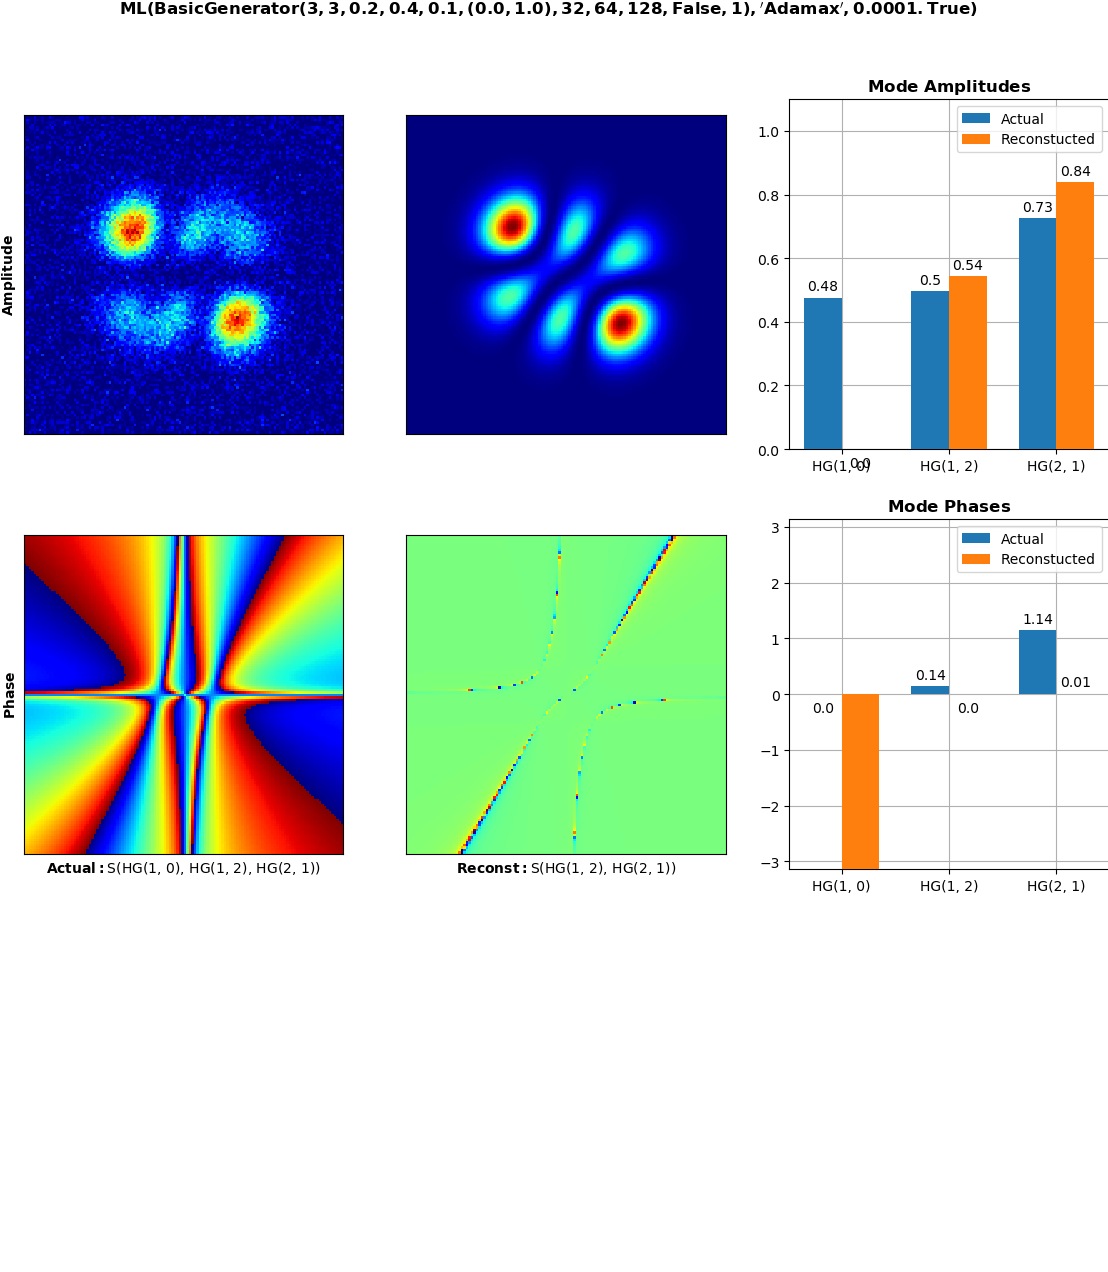 ML(BasicGenerator(3, 3, 0.2, 0.4, 0.1, (0.0, 1.0), 32, 64, 128, False, 1), ′Adamax′, 0.0001. True)
Mode Amplitudes
Amplitude
1.0
0.8
0.6
0.4
0.2
0.0
Actual
Reconstucted
0.48
0.0
0.5
0.54
0.73
0.84
HG(1, 0)
HG(1, 2)
HG(2, 1)
Mode Phases
Phase
3
2
1
0
−1
−2
−3
Actual
Reconstucted
0.0
0.14
0.0
1.14
0.01
HG(1, 0)
HG(1, 2)
HG(2, 1)
Actual: S(HG(1, 0), HG(1, 2), HG(2, 1))
Reconst: S(HG(1, 2), HG(2, 1))